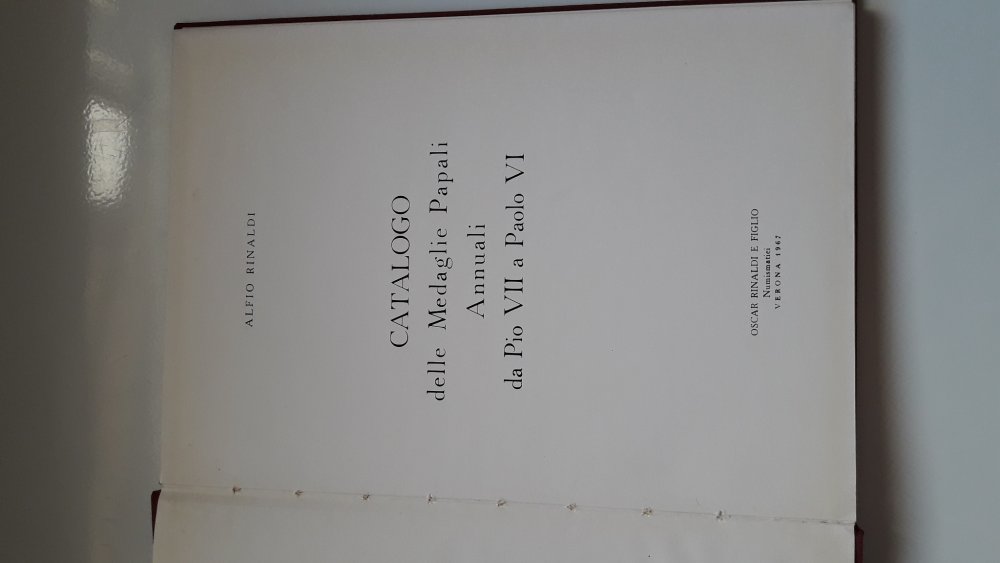 ALFIO RINALDI
CATALOGO
delle Medaglie Papali
Annuali
da Pio VII a Paolo VI
OSCAR RINALDI E FIGLIO
Numismatici
VERONA 1967